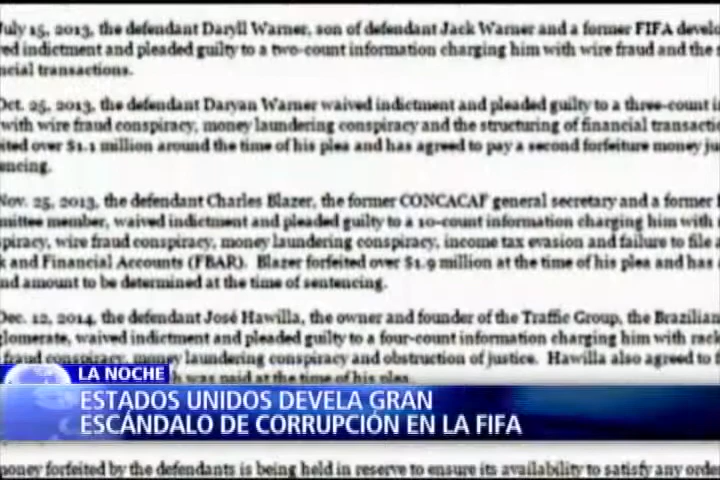 July 15, 2013, the defendant Daryll Warner, son of defendant Jack Warner and a former FIFA develo
ved indictment and pleaded guilty to a two-count information charging him with wire fraud and the s
ncial transactions.
Oct. 25, 2013, the defendant Daryan Warner waived indictment and pleaded guilty to a three-count i
with wire fraud conspiracy, money laundering conspiracy and the structuring of financial transactio
ited over $1.1 million around the time of his plea and has agreed to pay a second forfeiture money ju
encing.
Nov. 25, 2013, the defendant Charles Blazer, the former CONCACAF general secretary and a former F
mittee member, waived indictment and pleaded guilty to a 10-count information charging him with
piracy, wire fraud conspiracy, money laundering conspiracy, income tax evasion and failure to file a
k and Financial Accounts (FBAR). Blazer forfeited over $1.9 million at the time of his plea and has
nd amount to be determined at the time of sentencing.
Dec. 12, 2014, the defendant José Hawilla, the owner and founder of the Traffic Group, the Brazilian
glomerate, waived indictment and pleaded guilty to a four-count information charging him with rack
fraud conspiracy, money laundering conspiracy and obstruction of justice. Hawilla also agreed to f
h was paid at the time of his plea.
LA NOCHE
ESTADOS UNIDOS DEVELA GRAN
ESCÁNDALO DE CORRUPCIÓN EN LA FIFA
money forfeited by the defendants is being held in reserve to ensure its availability to satisfy any order